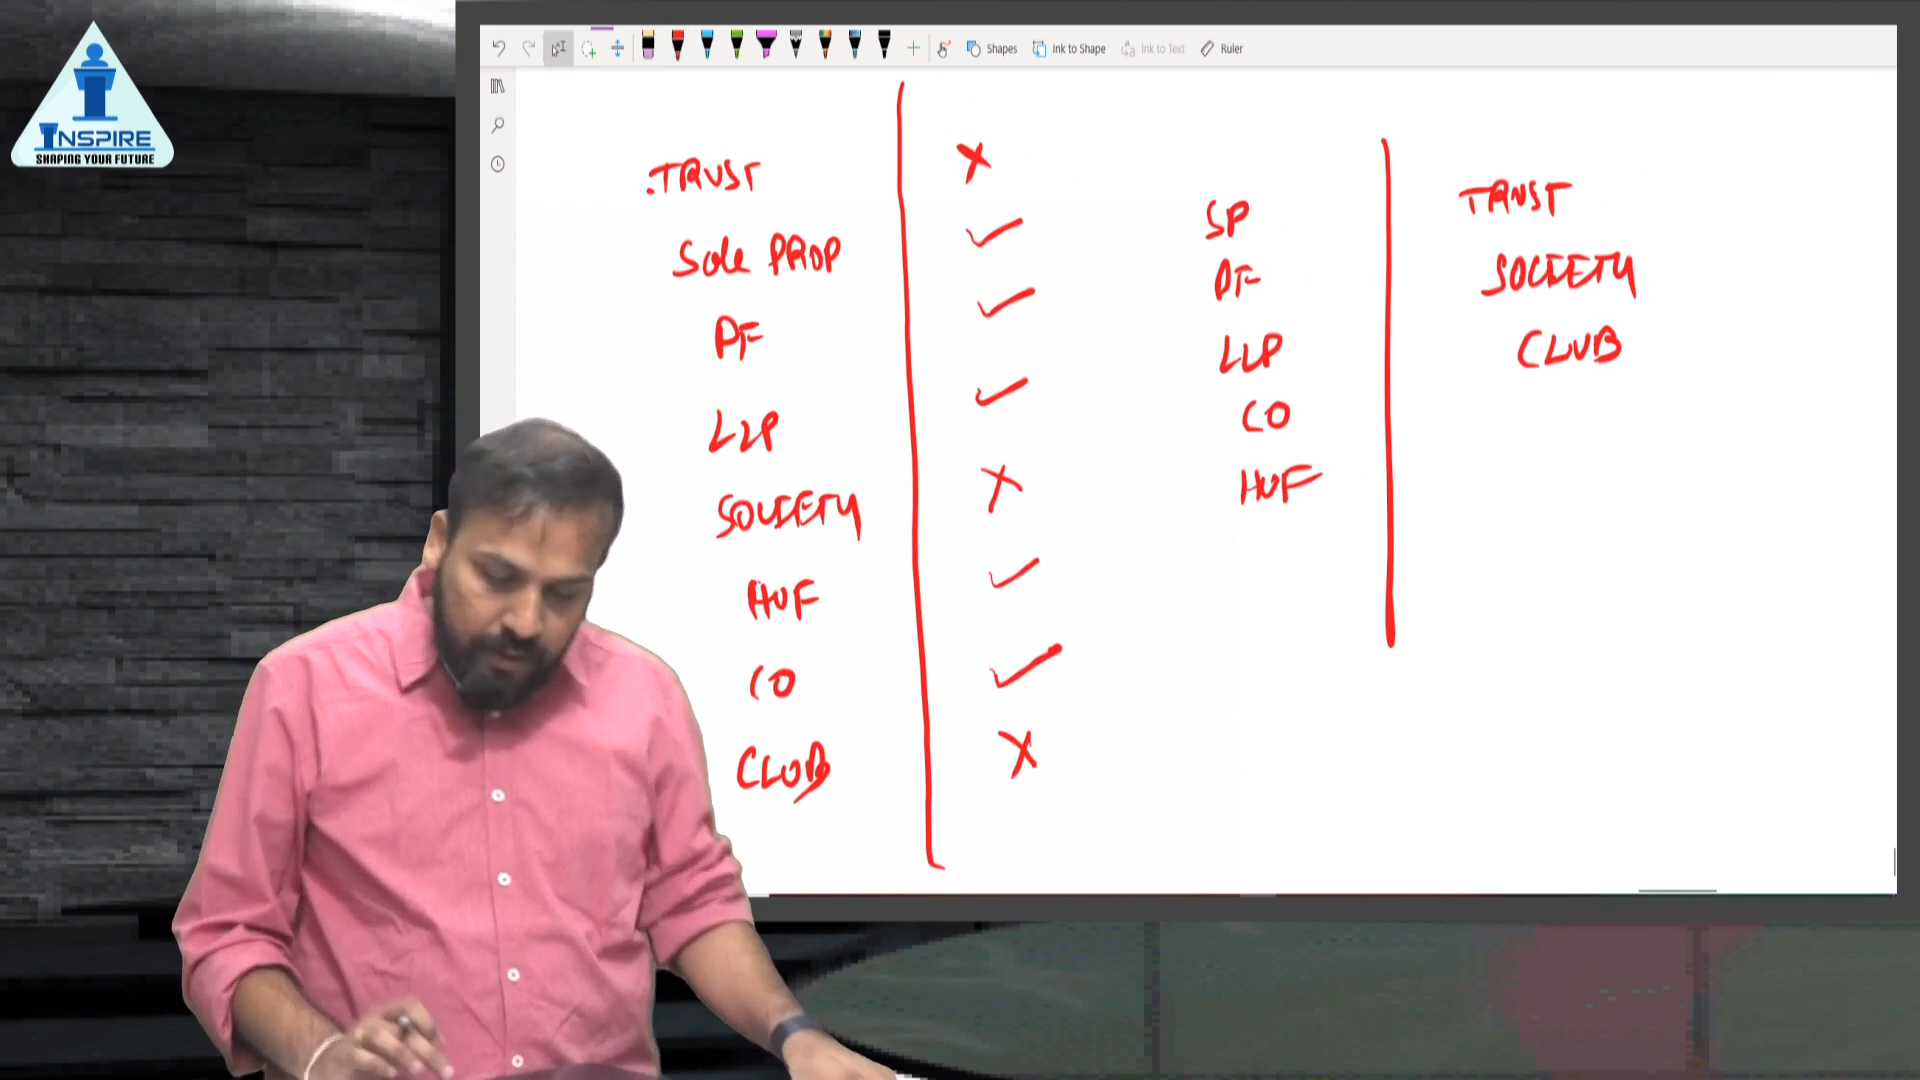 INSPIRE
SHAPING YOUR FUTURE
Shapes
Ink to Shape
Ink to Text
Ruler
TRUST
Sole PROP
PF
LLP
SOCIETY
HUF
CO
CLUB
SP
PF
LLP
CO
HUF
TRUST
SOCIETY
CLUB